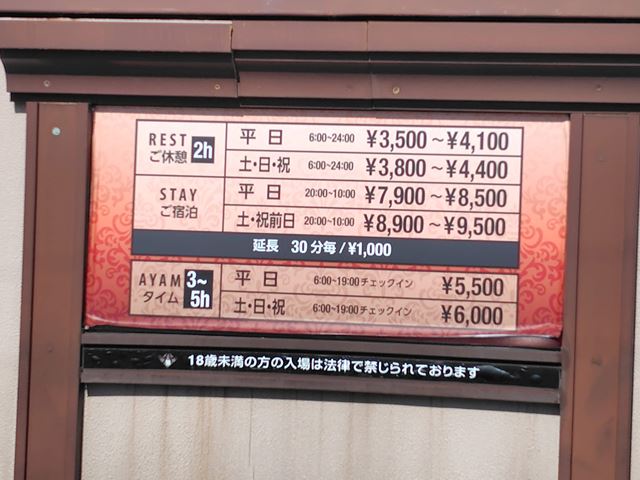 REST ご休憩 2h 平日 6:00~24:00 ¥3,500~¥4,100
土・日・祝 6:00~24:00 ¥3,800~¥4,400
STAY ご宿泊 平日 20:00~10:00 ¥7,900~¥8,500
土・祝前日 20:00~10:00 ¥8,900~¥9,500
延長 30分毎/¥1,000
AYAM タイム 3~5h 平日 6:00~19:00チェックイン ¥5,500
土・日・祝 6:00~19:00チェックイン ¥6,000
18歳未満の方の入場は法律で禁じられております